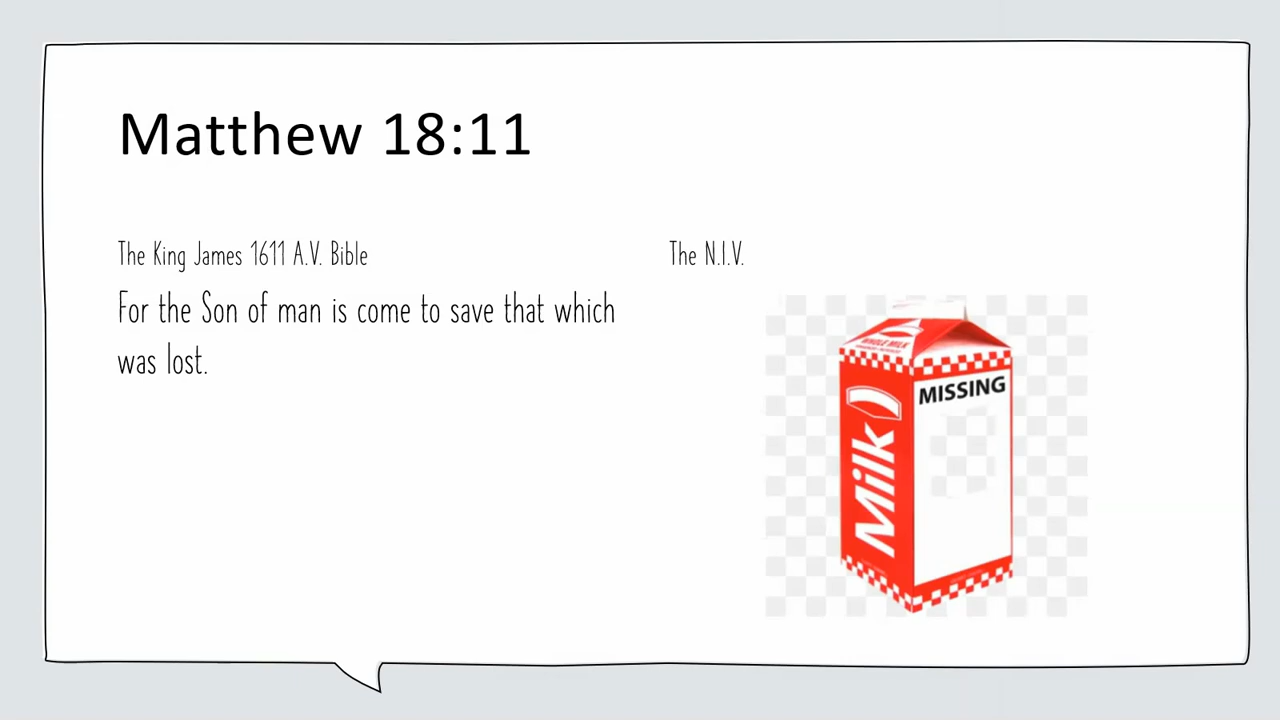 Matthew 18:11
The King James 1611 A.V. Bible
For the Son of man is come to save that which
was lost.
The N.I.V.
WHOLE MILK
MISSING
Milk